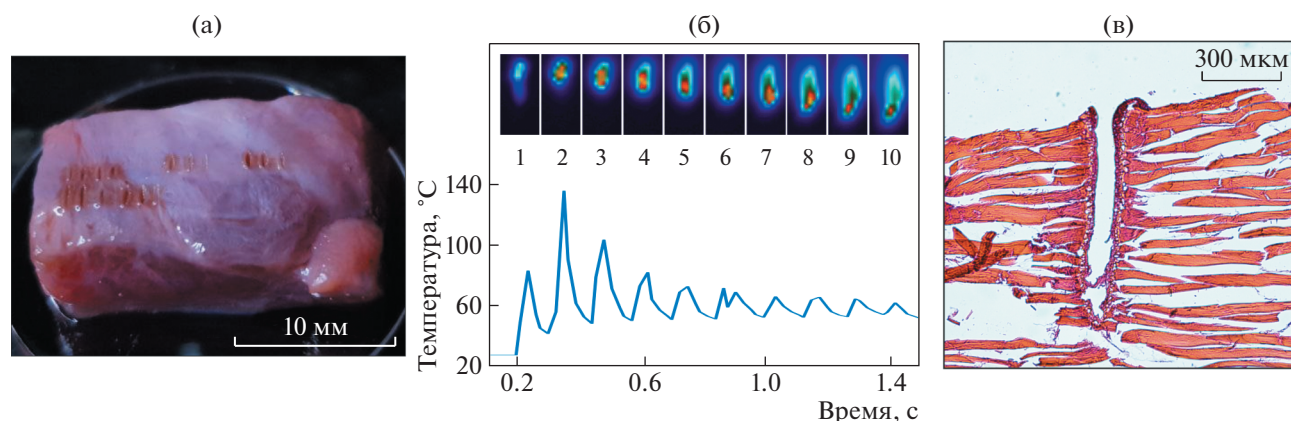 (а)
10 мм
(б)
1 2 3 4 5 6 7 8 9 10
Температура, °C
140
100
60
20
0.2 0.6 1.0 1.4
Время, с
(в)
300 мкм